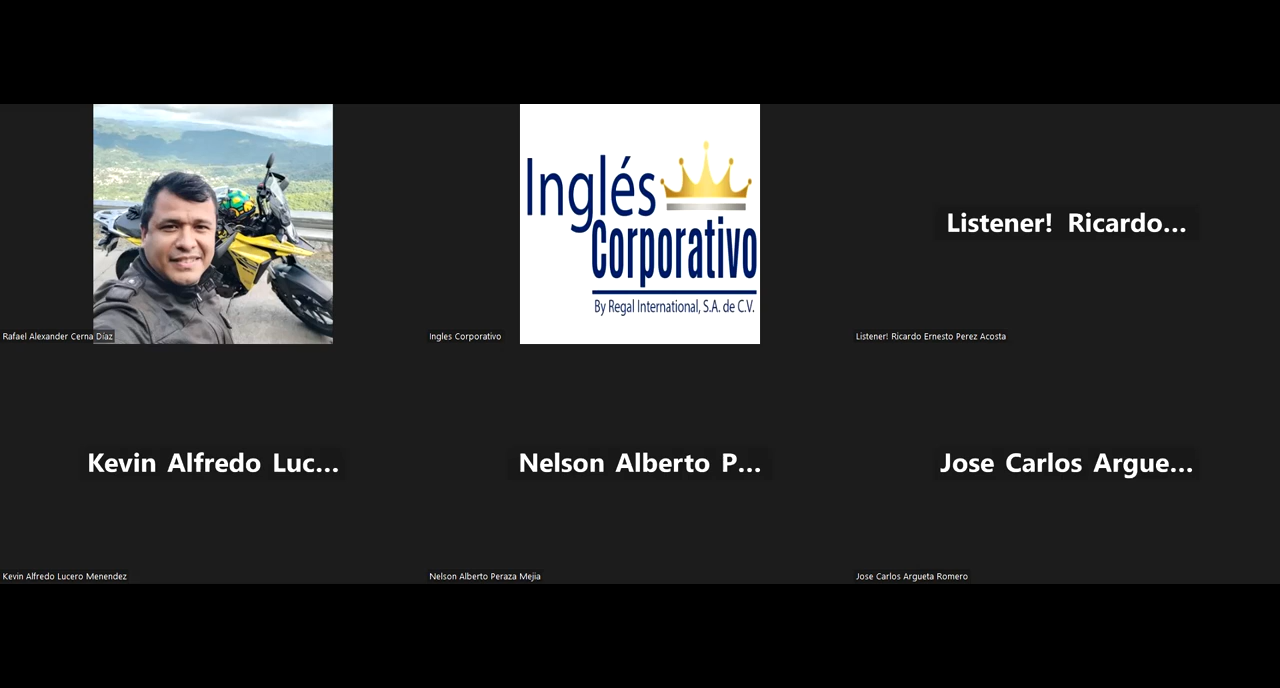 Inglés
Corporativo
By Regal International, S.A. de C.V.
Listener! Ricardo...
Rafael Alexander Cerna Díaz
Ingles Corporativo
Listener! Ricardo Ernesto Perez Acosta
Kevin Alfredo Luc...
Nelson Alberto P...
Jose Carlos Argue...
Kevin Alfredo Lucero Menendez
Nelson Alberto Peraza Mejia
Jose Carlos Argueta Romero